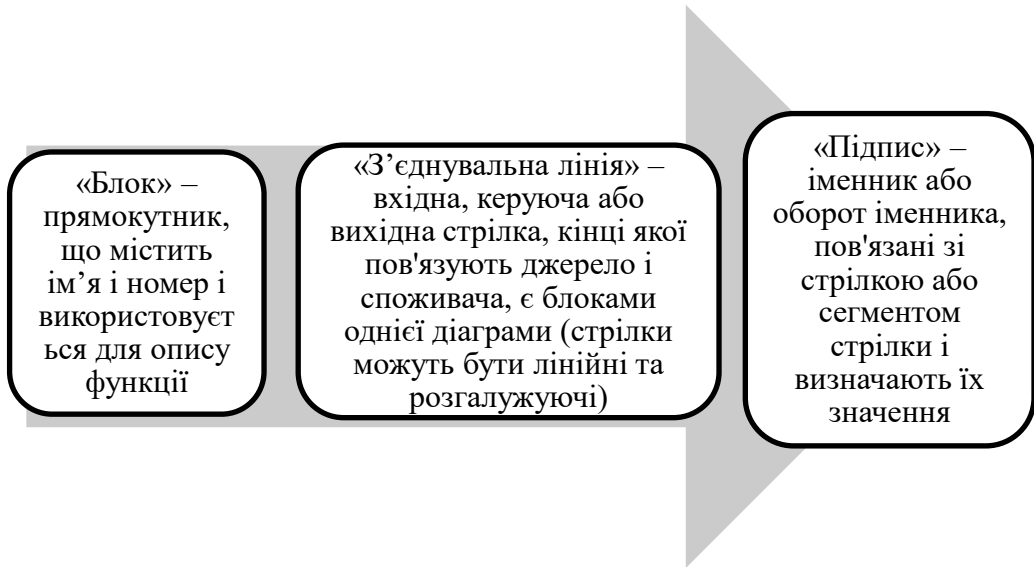 «Блок» –
прямокутник,
що містить
ім’я і номер і
використовуєт
ься для опису
функції
«З’єднувальна лінія» –
вхідна, керуюча або
вихідна стрілка, кінці якої
пов'язують джерело і
споживача, є блоками
однієї діаграми (стрілки
можуть бути лінійні та
розгалужуючі)
«Підпис» –
іменник або
оборот іменника,
пов'язані зі
стрілкою або
сегментом
стрілки і
визначають їх
значення